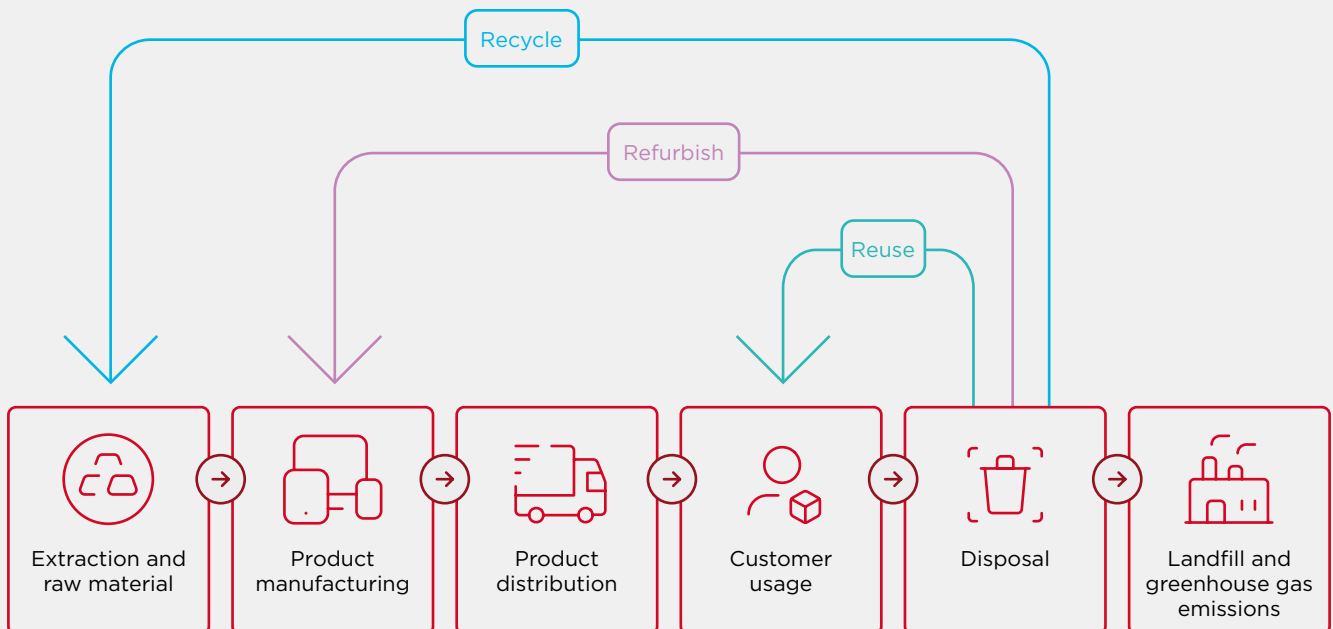 Recycle
Refurbish
Reuse
Extraction and
raw material
Product
manufacturing
Product
distribution
Customer
usage
Disposal
Landfill and
greenhouse gas
emissions